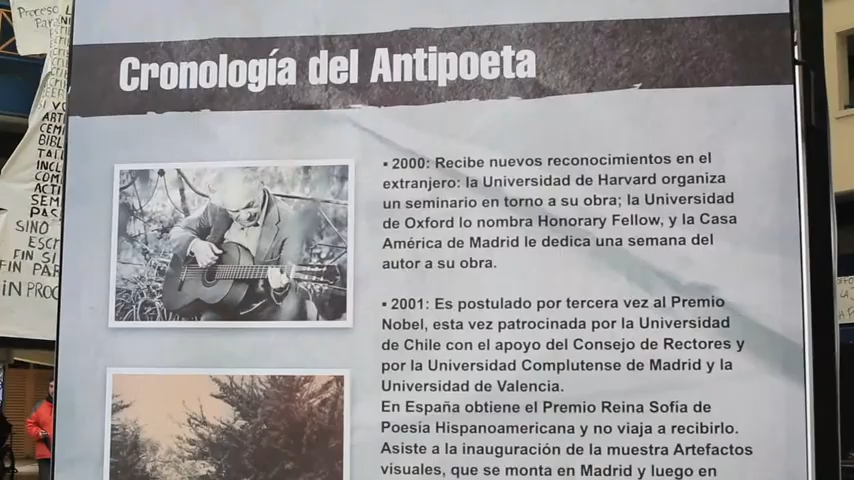 Proceso
Cronología del Antipoeta
▪ 2000: Recibe nuevos reconocimientos en el
extranjero: la Universidad de Harvard organiza
un seminario en torno a su obra; la Universidad
de Oxford lo nombra Honorary Fellow, y la Casa
América de Madrid le dedica una semana del
autor a su obra.
▪ 2001: Es postulado por tercera vez al Premio
Nobel, esta vez patrocinada por la Universidad
de Chile con el apoyo del Consejo de Rectores y
por la Universidad Complutense de Madrid y la
Universidad de Valencia.
En España obtiene el Premio Reina Sofía de
Poesía Hispanoamericana y no viaja a recibirlo.
Asiste a la inauguración de la muestra Artefactos
visuales, que se monta en Madrid y luego en
SINO
FIN SI
FIN PAR